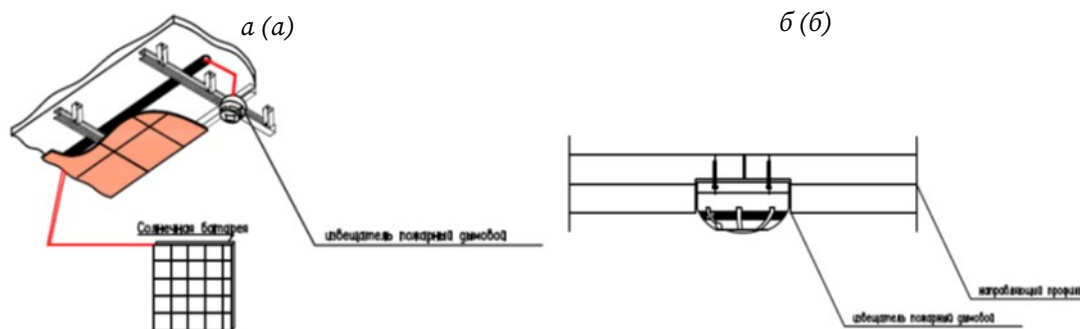 а (а)
б (б)
Солнечная батарея
извещатель пожарный дымовой
направляющий профиль
извещатель пожарный дымовой